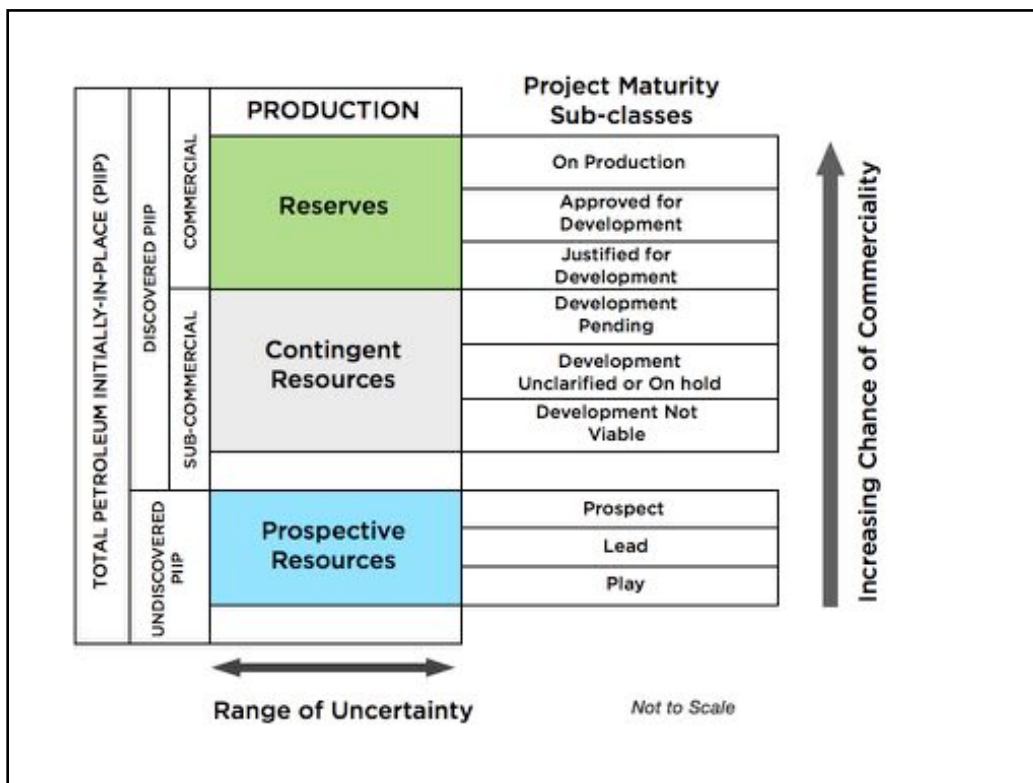 Project Maturity
Sub-classes
PRODUCTION
TOTAL PETROLEUM INITIALLY-IN-PLACE (PIIP)
DISCOVERED PIIP
COMMERCIAL
Reserves
On Production
Approved for
Development
Justified for
Development
SUB-COMMERCIAL
Contingent
Resources
Development
Pending
Development
Unclarified or On hold
Development Not
Viable
UNDISCOVERED
PIIP
Prospective
Resources
Prospect
Lead
Play
Increasing Chance of Commerciality
Range of Uncertainty
Not to Scale